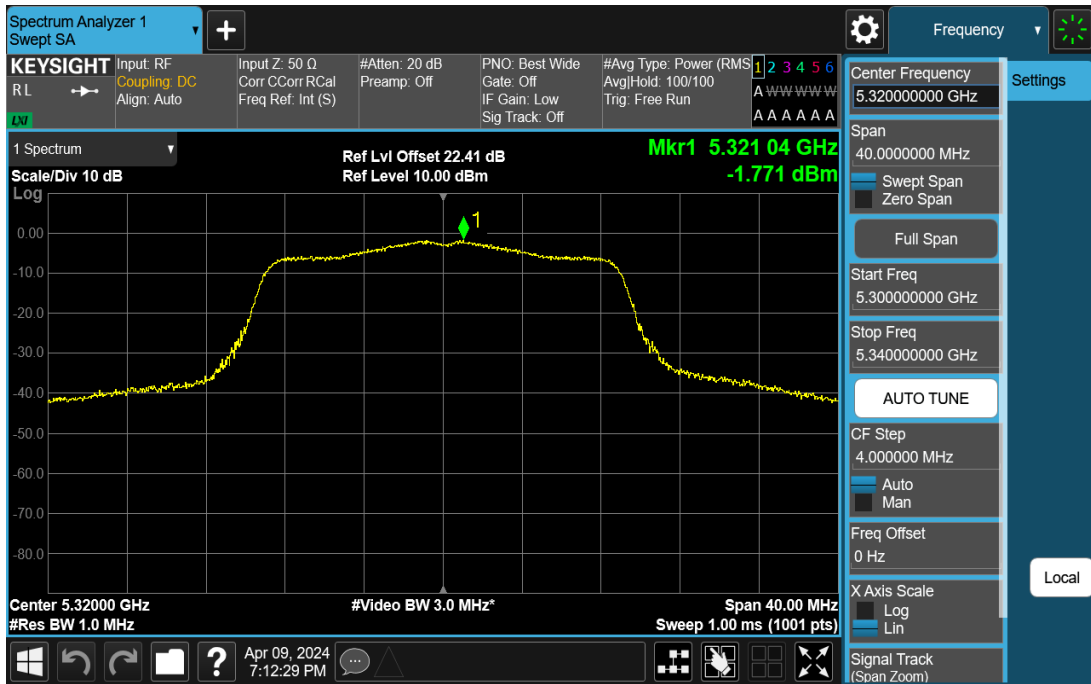 Spectrum Analyzer 1
Swept SA
+
Frequency
KEYSIGHT
R L
LXI
Input: RF
Coupling: DC
Align: Auto
Input Z: 50 Ω
Corr CCorr RCal
Freq Ref: Int (S)
#Atten: 20 dB
Preamp: Off
PNO: Best Wide
Gate: Off
IF Gain: Low
Sig Track: Off
#Avg Type: Power (RMS
Avg|Hold: 100/100
Trig: Free Run
1 2 3 4 5 6
A W W W W W
A A A A A A
1 Spectrum
Scale/Div 10 dB
Log
Ref Lvl Offset 22.41 dB
Ref Level 10.00 dBm
Mkr1 5.321 04 GHz
-1.771 dBm
1
0.00
-10.0
-20.0
-30.0
-40.0
-50.0
-60.0
-70.0
-80.0
Center 5.32000 GHz
#Res BW 1.0 MHz
#Video BW 3.0 MHz*
Span 40.00 MHz
Sweep 1.00 ms (1001 pts)
Center Frequency
5.320000000 GHz
Span
40.0000000 MHz
Swept Span
Zero Span
Full Span
Start Freq
5.300000000 GHz
Stop Freq
5.340000000 GHz
AUTO TUNE
CF Step
4.000000 MHz
Auto
Man
Freq Offset
0 Hz
X Axis Scale
Log
Lin
Signal Track
(Span Zoom)
Settings
Local
?
Apr 09, 2024
7:12:29 PM